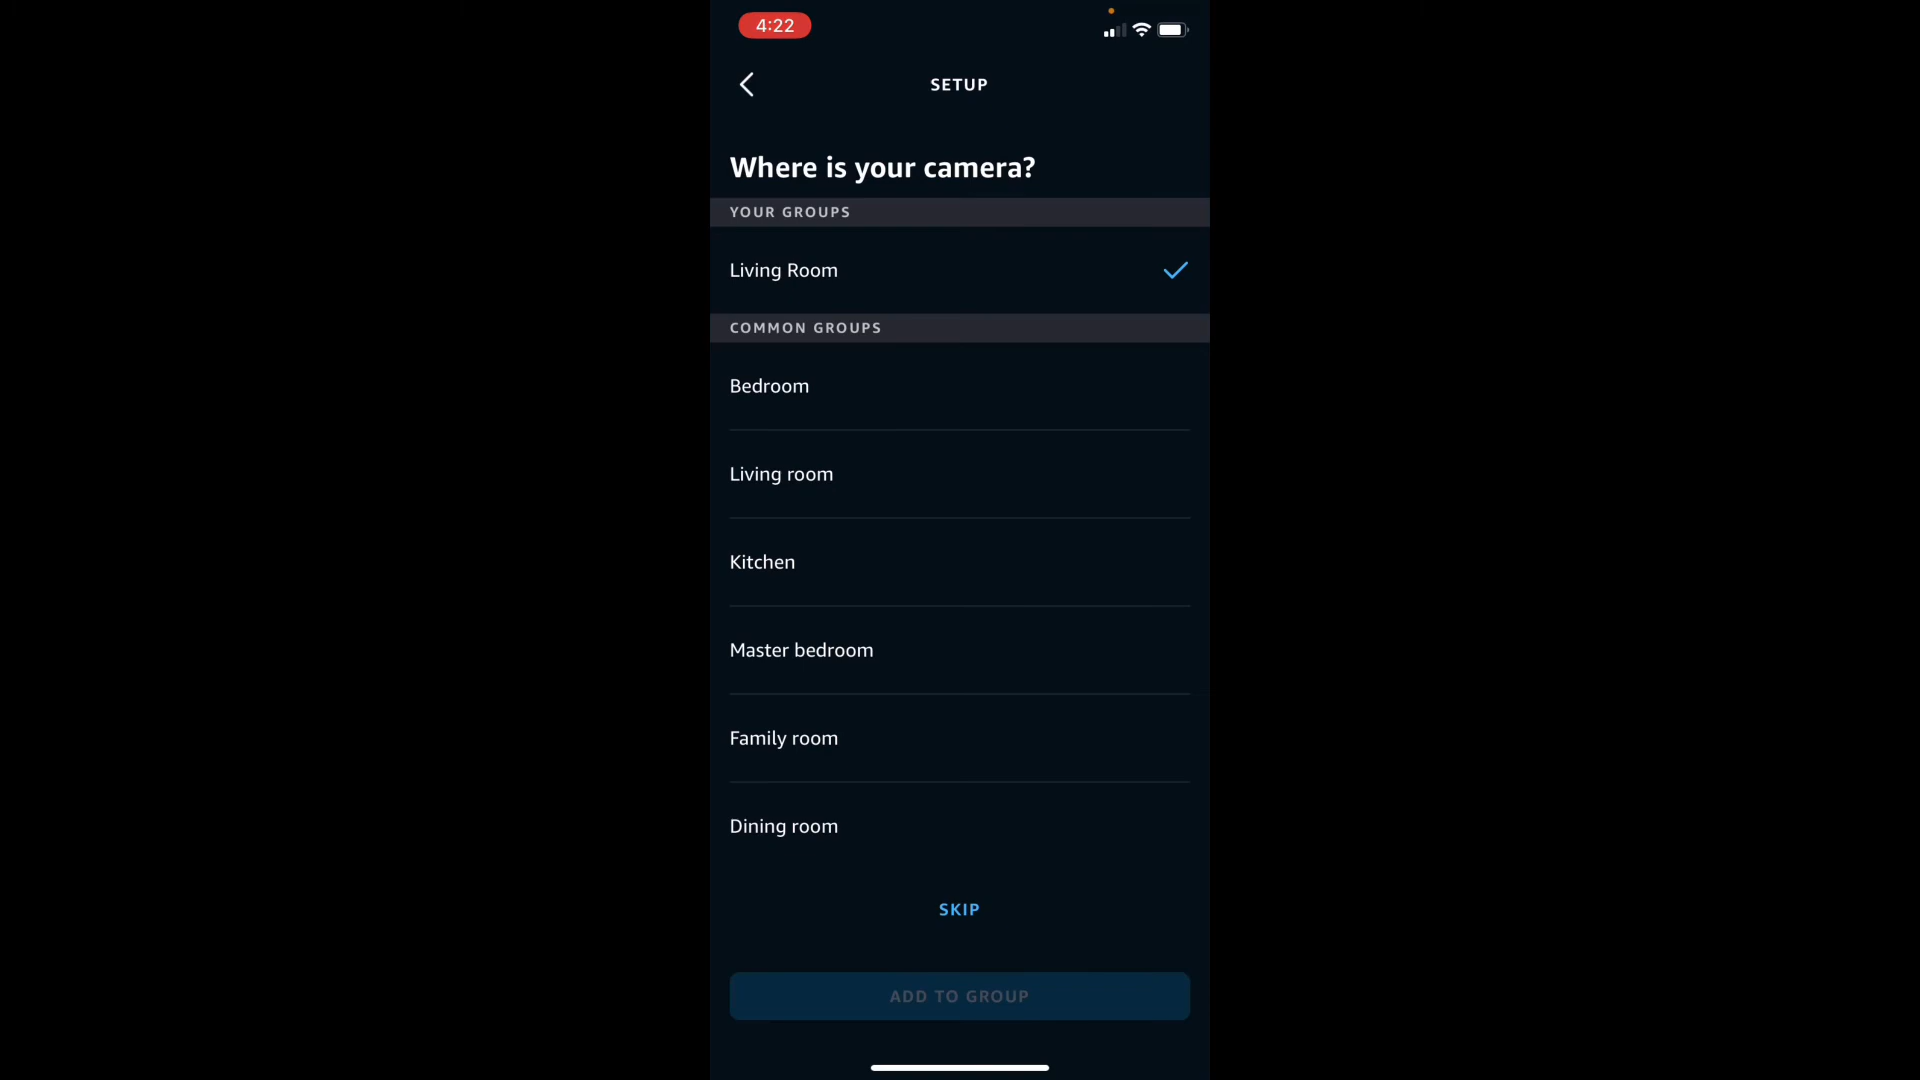 4:22
SETUP
Where is your camera?
YOUR GROUPS
Living Room
COMMON GROUPS
Bedroom
Living room
Kitchen
Master bedroom
Family room
Dining room
SKIP
ADD TO GROUP